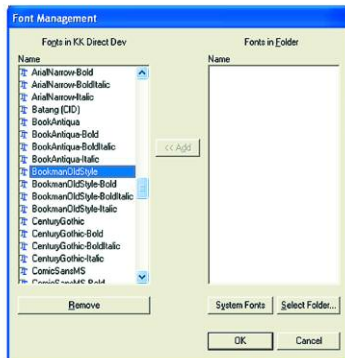 Font Management
Fonts in KK Direct Dev
Name
ArialNarrow-Bold
ArialNarrow-BoldItalic
ArialNarrow-Italic
Batang (CID)
BookAntiqua
BookAntiqua-Bold
BookAntiqua-BoldItalic
BookAntiqua-Italic
BookmanOldStyle
BookmanOldStyle-Bold
BookmanOldStyle-BoldItalic
BookmanOldStyle-Italic
CenturyGothic
CenturyGothic-Bold
CenturyGothic-BoldItalic
CenturyGothic-Italic
ComicSansMS
ComicSansMS-Bold
Remove
<< Add
Fonts in Folder
Name
System Fonts
Select Folder...
OK
Cancel